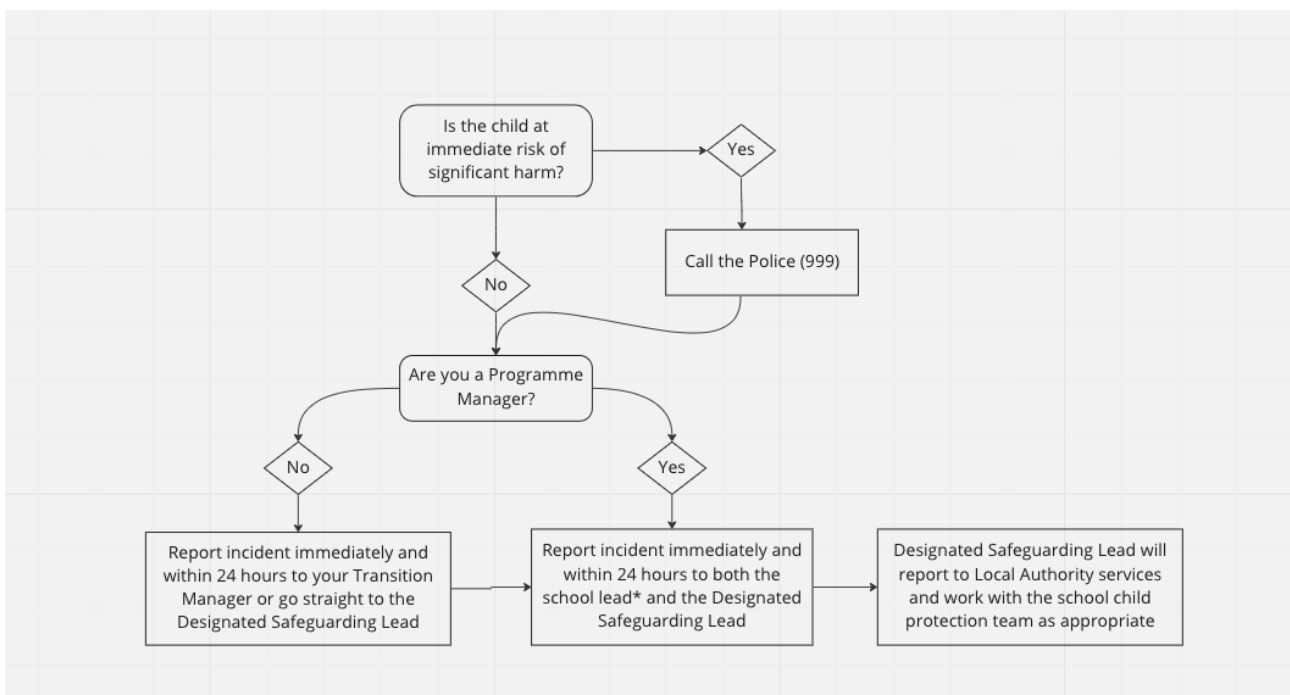 Is the child at
immediate risk of
significant harm?
Yes
Call the Police (999)
No
Are you a Programme
Manager?
No
Yes
Report incident immediately and
within 24 hours to your Transition
Manager or go straight to the
Designated Safeguarding Lead
Report incident immediately and
within 24 hours to both the
school lead* and the Designated
Safeguarding Lead
Designated Safeguarding Lead will
report to Local Authority services
and work with the school child
protection team as appropriate